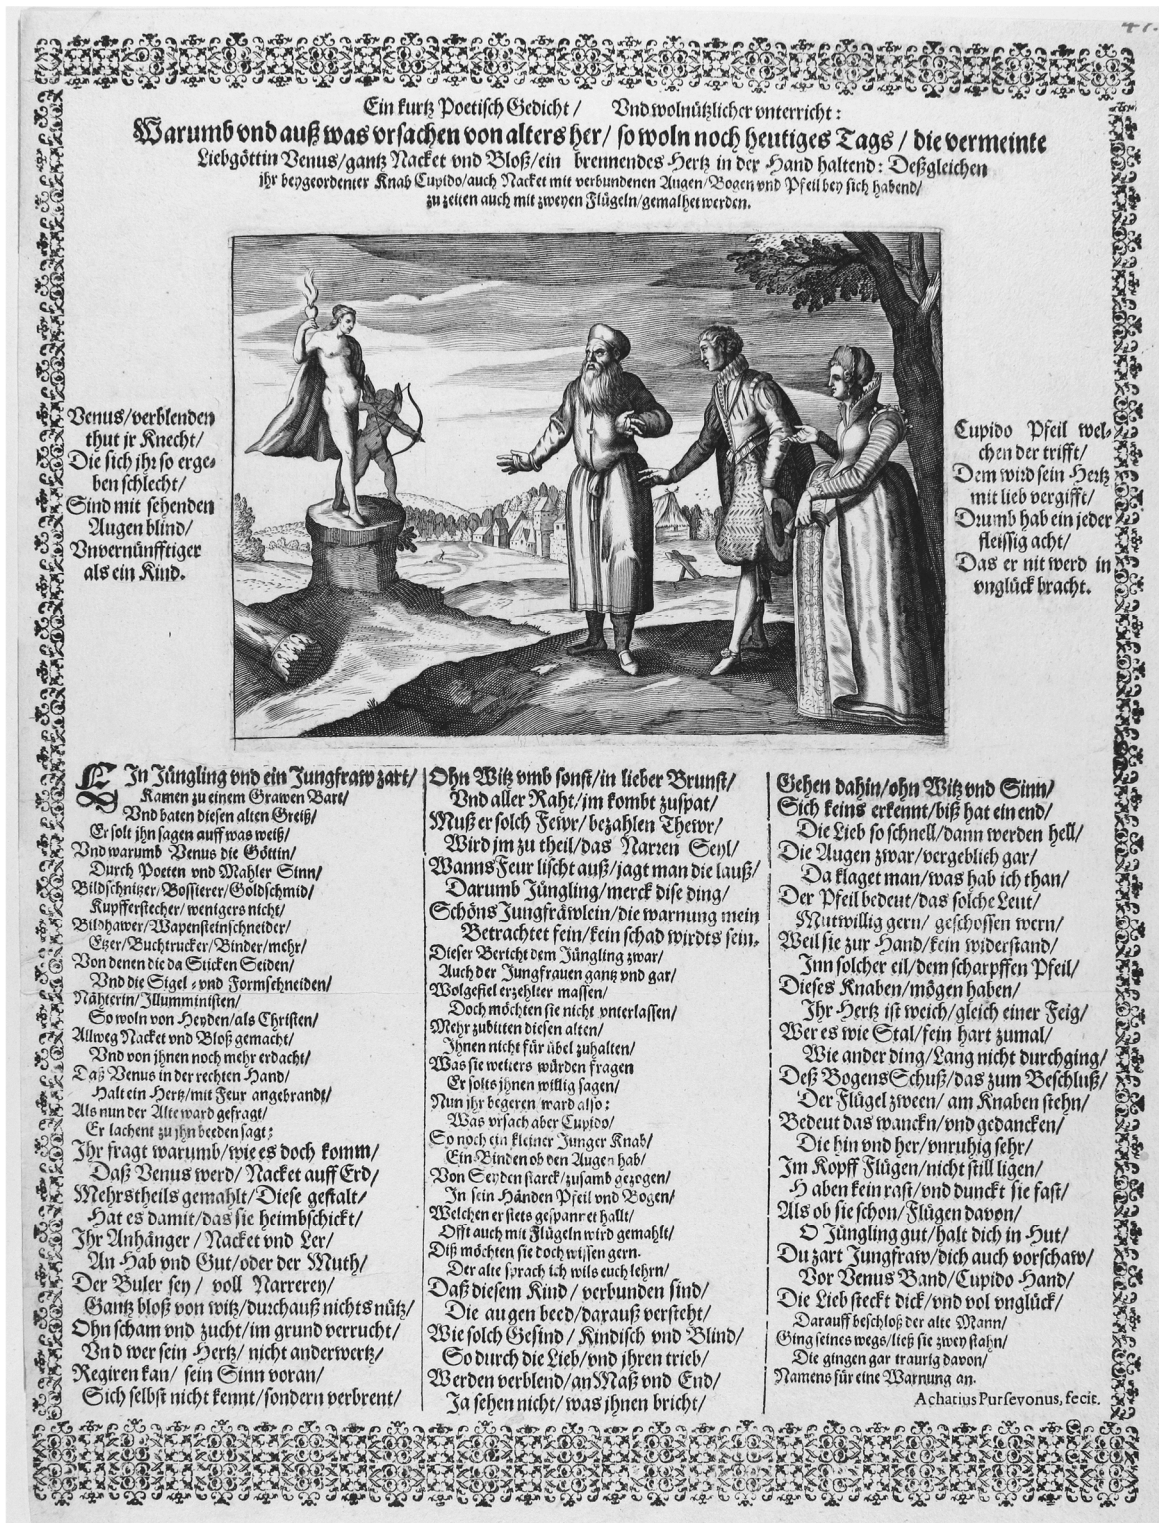 47.
Ein kurtz Poetisch Gedicht / Vnd wolnützlicher vnterricht:
Warumb vnd auß was vrsachen von alters her / so woln noch heutiges Tags / die vermeinte
Liebgöttin Venus/gantz Nacket vnd Bloß/ein brennendes Hertz in der Hand haltend: Deßgleichen
jhr beygeordenter Knab Cupido/auch Nacket mit verbundenen Augen/Bogen vnd Pfeil bey sich habend/
zu zeiten auch mit zweyen Flügeln/gemalhet werden.
Venus/verblenden
thut jr Knecht/
Die sich jhr so erge-
ben schlecht/
Sind mit sehenden
Augen blind/
Vnvernünfftiger
als ein Kind.
Cupido Pfeil wel-
chen der trifft/
Dem wird sein Hertz
mit lieb vergifft/
Drumb hab ein jeder
fleissig acht/
Das er nit werd in
vnglück bracht.
EIn Jüngling vnd ein Jungfraw zart/
Kamen zu einem Grawen Bart/
Vnd baten diesen alten Greiß/
Er solt jhn sagen auff was weiß/
Vnd warumb Venus die Göttin/
Durch Poeten vnd Mahler Sinn/
Bildschnitzer/Bossierer/Goldschmid/
Kupfferstecher/wenigers nicht/
Bildhawer/Wapensteinschneider/
Etzer/Buchtrucker/Binder/mehr/
Von denen die da Sticken Seiden/
Vnd die Sigel- vnd Formschneiden/
Nähterin/Illumministen/
So woln von Heyden/als Christen/
Allweg Nacket vnd Bloß gemacht/
Vnd von jhnen noch mehr erdacht/
Daß Venus in der rechten Hand/
Halt ein Hertz/mit Feur angebrandt/
Als nun der Alte ward gefragt/
Er lachent zu jhn beeden sagt:
Ihr fragt warumb/wie es doch komm/
Daß Venus werd/ Nacket auff Erd/
Mehrstheils gemahlt/Diese gestalt/
Hat es damit/das sie heimbschickt/
Ihr Anhänger / Nacket vnd Ler/
An Hab vnd Gut/oder der Muth/
Der Buler sey/ voll Narrerey/
Gantz bloß von witz/durchauß nichts nütz/
Ohn scham vnd zucht/im grund verrucht/
Vnd wer sein Hertz/ nicht anderwertz/
Regiren kan/ sein Sinn voran/
Sich selbst nicht kennt/sondern verbrent/
Ohn Witz vmb sonst/in lieber Brunst/
Vnd aller Raht/jm kombt zuspat/
Muß er solch Fewr/ bezahlen Thewr/
Wird jm zu theil/das Narren Seyl/
Wanns Feur lischt auß/jagt man die lauß/
Darumb Jüngling/merck dise ding/
Schöns Jungfräwlein/die warnung mein
Betrachtet fein/kein schad wirdts sein.
Dieser Bericht dem Jüngling zwar/
Auch der Jungfrauen gantz vnd gar/
Wolgefiel erzehlter massen/
Doch möchten sie nicht vnterlassen/
Mehr zubitten diesen alten/
Ihnen nicht für übel zuhalten/
Was sie weiters würden fragen
Er solts jhnen willig sagen/
Nun jhr begeren ward also:
Was vrsach aber Cupido/
So noch ein kleiner Junger Knab/
Ein Binden ob den Augen hab/
Von Seyden starck/zusamb gezogen/
In sein Händen Pfeil vnd Bogen/
Welchen er stets gespannet hallt/
Offt auch mit Flügeln wird gemahlt/
Diß möchten sie doch wissen gern.
Der alte sprach ich wils euch lehrn/
Daß diesem Kind / verbunden sind/
Die augen beed/darauß versteht/
Wie solch Gesind / Kindisch vnd Blind/
So durch die Lieb/vnd jhren trieb/
Werden verblend/an Maß vnd End/
Ja sehen nicht/was jhnen bricht/
Gehen dahin/ohn Witz vnd Sinn/
Sich keins erkennt/biß hat ein end/
Die Lieb so schnell/dann werden hell/
Die Augen zwar/vergeblich gar/
Da klaget man/was hab ich than/
Der Pfeil bedeut/das solche Leut/
Mutwillig gern/ geschossen wern/
Weil sie zur Hand/kein widerstand/
Inn solcher eil/dem scharpffen Pfeil/
Dieses Knaben/mögen haben/
Ihr Hertz ist weich/gleich einer Feig/
Wer es wie Stal/fein hart zumal/
Wie ander ding/Lang nicht durchging/
Deß Bogens Schuß/das zum Beschluß/
Der Flügel zween/ am Knaben stehn/
Bedeut das wanckn/vnd gedancken/
Die hin vnd her/vnruhig sehr/
Im Kopff Flügen/nicht still ligen/
Haben kein rast/vnd dunckt sie fast/
Als ob sie schon/Flügen davon/
O Jüngling gut/halt dich in Hut/
Du zart Jungfraw/dich auch vorschaw/
Vor Venus Band/Cupido Hand/
Die Lieb steckt dick/vnd vol vnglück/
Darauff beschloß der alte Mann/
Ging seines wegs/ließ sie zwey stahn/
Die gingen gar traurig davon/
Namens für eine Warnung an.
Achatius Pursevonus, fecit.